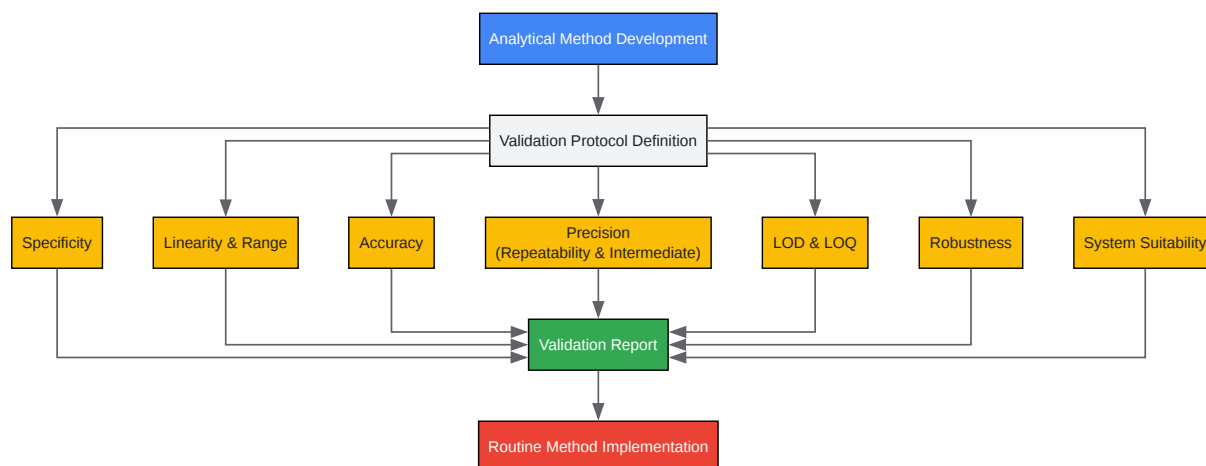 Analytical Method Development
Validation Protocol Definition
Specificity
Linearity & Range
Accuracy
Precision
(Repeatability & Intermediate)
LOD & LOQ
Robustness
System Suitability
Validation Report
Routine Method Implementation